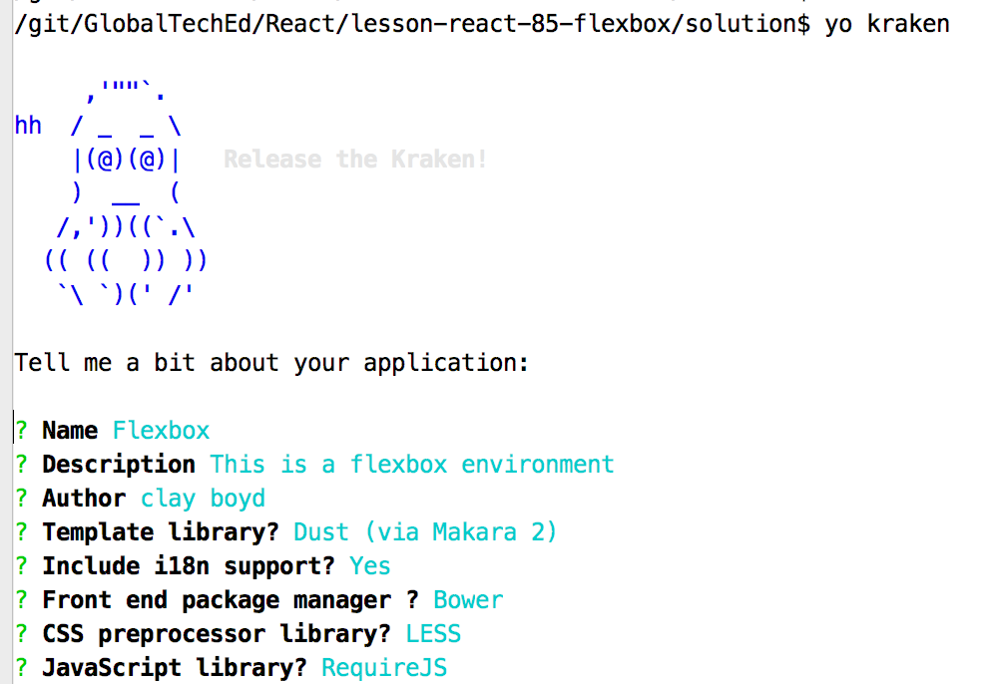 /git/GlobalTechEd/React/lesson-react-85-flexbox/solution$ yo kraken
      ,'""`.
hh  / _  _ \
    |(@)(@)|   Release the Kraken!
    )  __  (
   /,'))((`.\
  (( ((  )) ))
   `\ `)(' /'
Tell me a bit about your application:
? Name Flexbox
? Description This is a flexbox environment
? Author clay boyd
? Template library? Dust (via Makara 2)
? Include i18n support? Yes
? Front end package manager ? Bower
? CSS preprocessor library? LESS
? JavaScript library? RequireJS